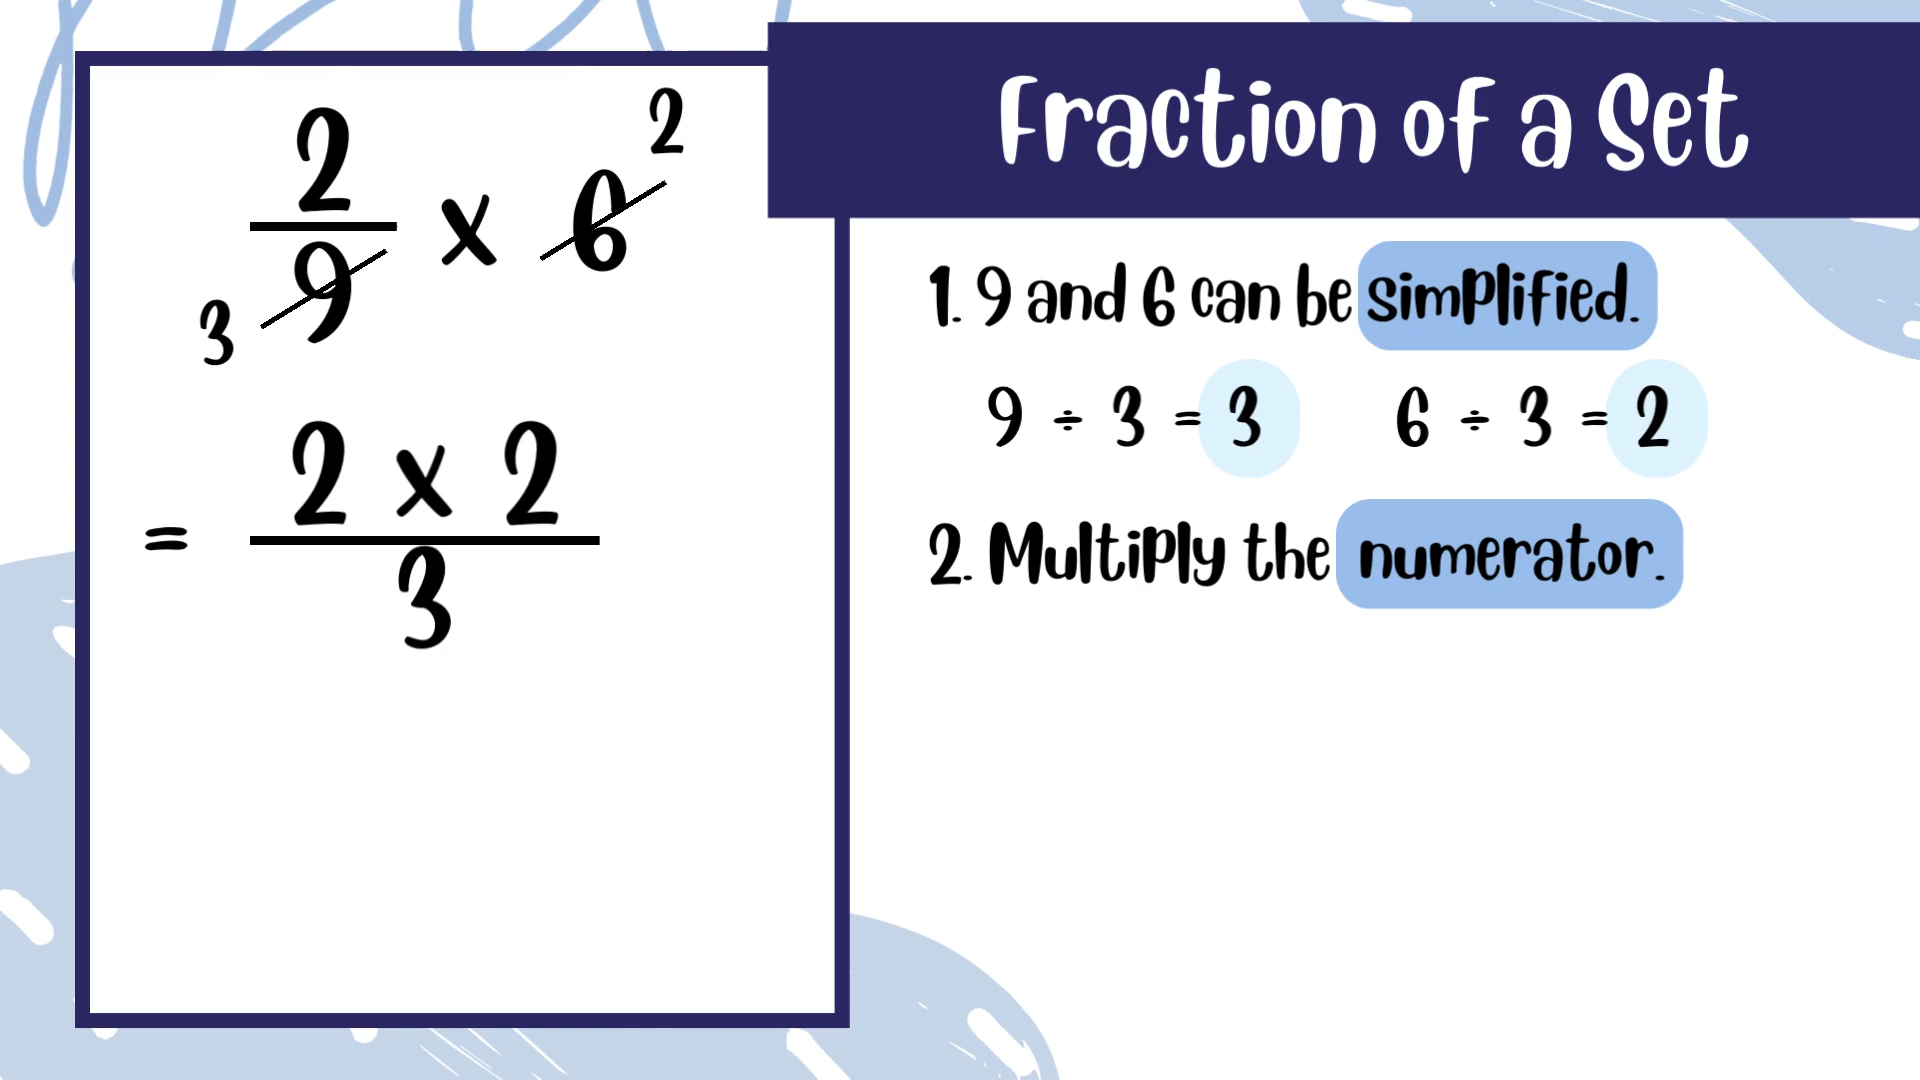 Fraction of a Set
2
2
x 6
9
3
2 x 2
=
3
1. 9 and 6 can be simplified.
9 ÷ 3 = 3 6 ÷ 3 = 2
2. Multiply the numerator.